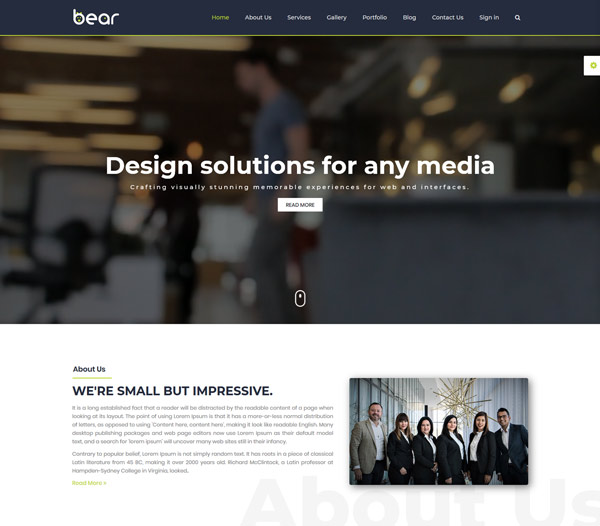 bear
Home About Us Services Gallery Portfolio Blog Contact Us Sign in
Design solutions for any media
Crafting visually stunning memorable experiences for web and interfaces.
READ MORE
About Us
WE'RE SMALL BUT IMPRESSIVE.
It is a long established fact that a reader will be distracted by the readable content of a page when
looking at its layout. The point of using Lorem Ipsum is that it has a more-or-less normal distribution
of letters, as opposed to using 'Content here, content here', making it look like readable English. Many
desktop publishing packages and web page editors now use Lorem Ipsum as their default model
text, and a search for 'lorem ipsum' will uncover many web sites still in their infancy.
Contrary to popular belief, Lorem Ipsum is not simply random text. It has roots in a piece of classical
Latin literature from 45 BC, making it over 2000 years old. Richard McClintock, a Latin professor at
Hampden-Sydney College in Virginia, looked...
Read More »
About Us